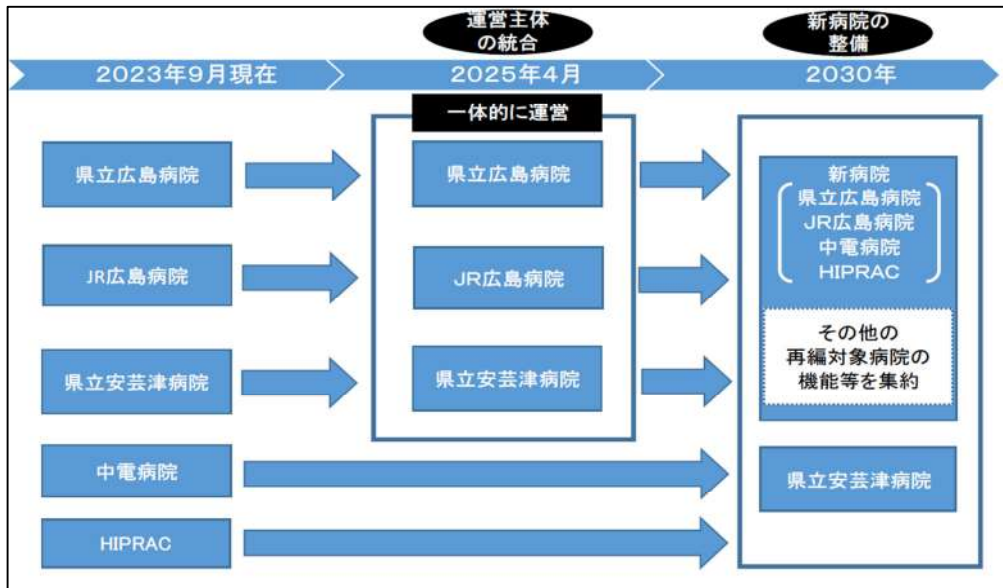 運営主体
の統合
新病院の
整備
2023年9月現在
2025年4月
2030年
一体的に運営
県立広島病院
県立広島病院
新病院
県立広島病院
JR広島病院
中電病院
HIPRAC
JR広島病院
JR広島病院
その他の
再編対象病院の
機能等を集約
県立安芸津病院
県立安芸津病院
中電病院
県立安芸津病院
HIPRAC